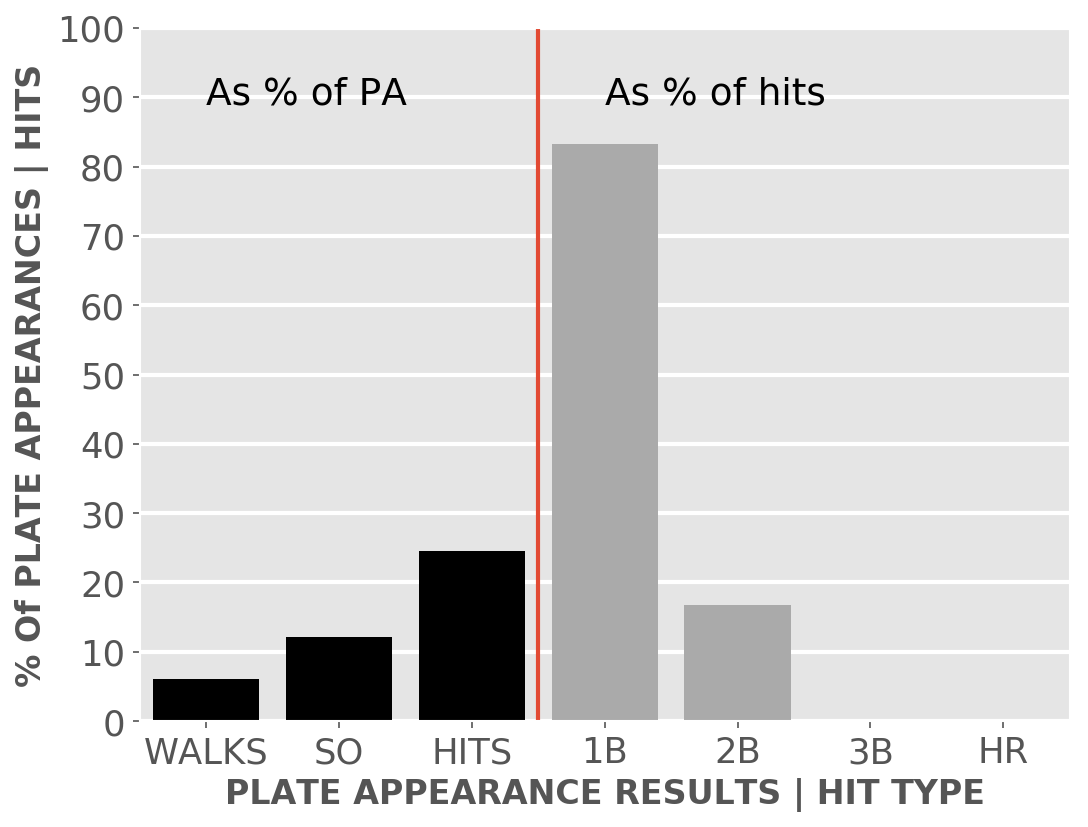 100
90
80
70
60
50
40
30
20
10
0
% Of PLATE APPEARANCES | HITS
As % of PA
As % of hits
WALKS SO HITS 1B 2B 3B HR
PLATE APPEARANCE RESULTS | HIT TYPE